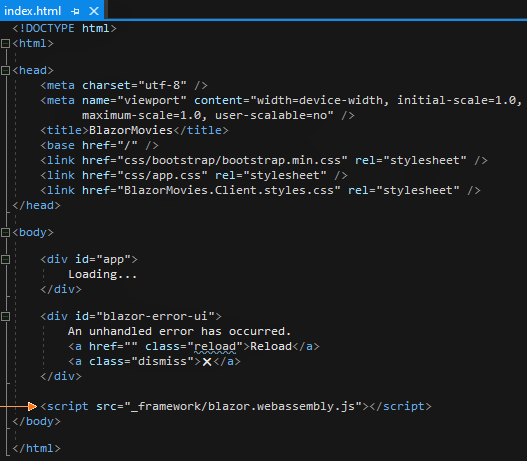 index.html
<!DOCTYPE html>
<html>
<head>
<meta charset="utf-8" />
<meta name="viewport" content="width=device-width, initial-scale=1.0,
maximum-scale=1.0, user-scalable=no" />
<title>BlazorMovies</title>
<base href="/" />
<link href="css/bootstrap/bootstrap.min.css" rel="stylesheet" />
<link href="css/app.css" rel="stylesheet" />
<link href="BlazorMovies.Client.styles.css" rel="stylesheet" />
</head>
<body>
<div id="app">
Loading...
</div>
<div id="blazor-error-ui">
An unhandled error has occurred.
<a href="" class="reload">Reload</a>
<a class="dismiss">🗙</a>
</div>
<script src="_framework/blazor.webassembly.js"></script>
</body>
</html>